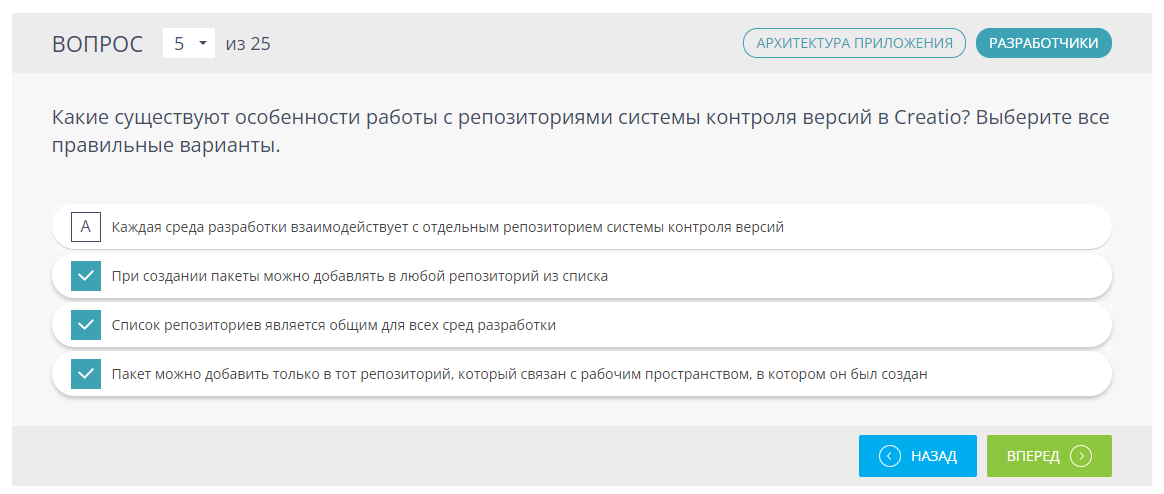 ВОПРОС 5 из 25 АРХИТЕКТУРА ПРИЛОЖЕНИЯ РАЗРАБОТЧИКИ
Какие существуют особенности работы с репозиториями системы контроля версий в Creatio? Выберите все
правильные варианты.
A Каждая среда разработки взаимодействует с отдельным репозиторием системы контроля версий
При создании пакеты можно добавлять в любой репозиторий из списка
Список репозиториев является общим для всех сред разработки
Пакет можно добавить только в тот репозиторий, который связан с рабочим пространством, в котором он был создан
НАЗАД ВПЕРЕД